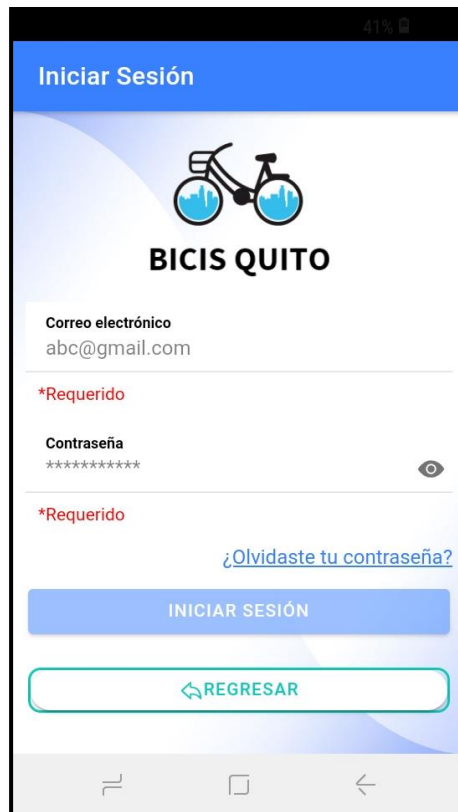 41%
Iniciar Sesión
BICIS QUITO
Correo electrónico
abc@gmail.com
*Requerido
Contraseña
***********
*Requerido
¿Olvidaste tu contraseña?
INICIAR SESIÓN
REGRESAR